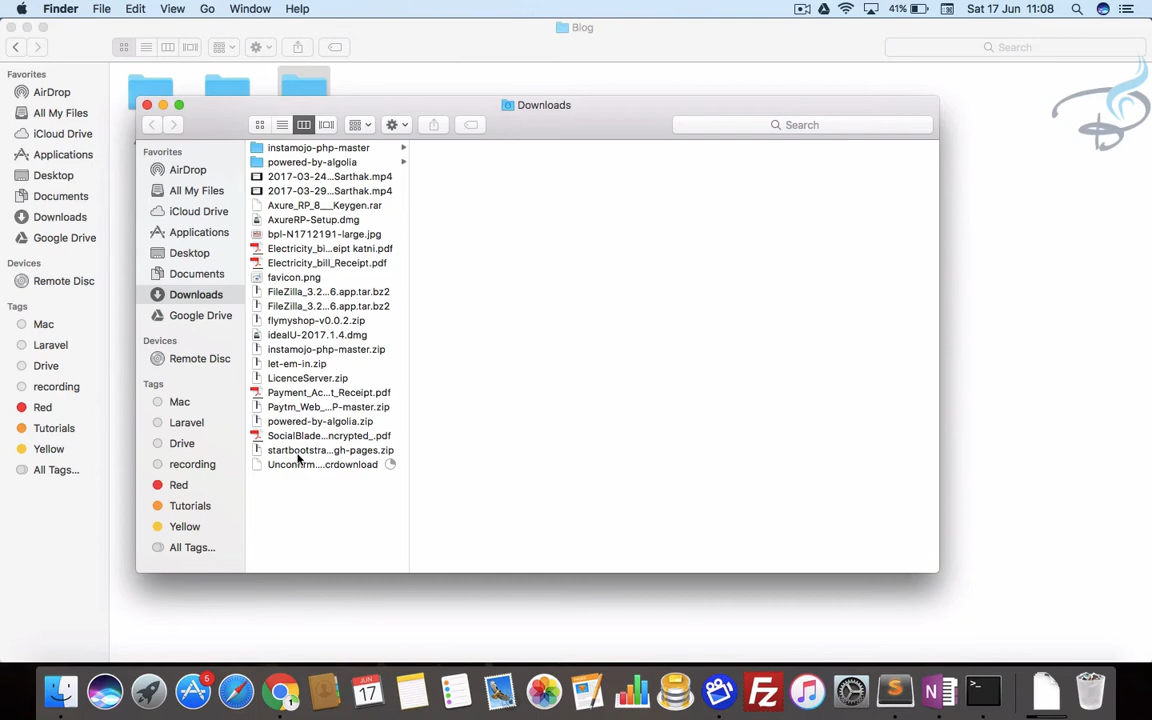 Finder File Edit View Go Window Help 41% Sat 17 Jun 11:08
Blog
Search
Favorites
AirDrop
All My Files
iCloud Drive
Applications
Desktop
Documents
Downloads
Google Drive
Devices
Remote Disc
Tags
Mac
Laravel
Drive
recording
Red
Tutorials
Yellow
All Tags...
Downloads
Search
Favorites
AirDrop
All My Files
iCloud Drive
Applications
Desktop
Documents
Downloads
Google Drive
Devices
Remote Disc
Tags
Mac
Laravel
Drive
recording
Red
Tutorials
Yellow
All Tags...
instamojo-php-master
powered-by-algolia
2017-03-24...Sarthak.mp4
2017-03-29...Sarthak.mp4
Axure_RP_8___Keygen.rar
AxureRP-Setup.dmg
bpl-N1712191-large.jpg
Electricity_bi...eipt katni.pdf
Electricity_bill_Receipt.pdf
favicon.png
FileZilla_3.2...6.app.tar.bz2
FileZilla_3.2...6.app.tar.bz2
flymyshop-v0.0.2.zip
idealU-2017.1.4.dmg
instamojo-php-master.zip
let-em-in.zip
LicenceServer.zip
Payment_Ac...t_Receipt.pdf
Paytm_Web_...P-master.zip
powered-by-algolia.zip
SocialBlade...ncrypted_.pdf
startbootstra...gh-pages.zip
Unconfirm....crdownload
5
JUN
17